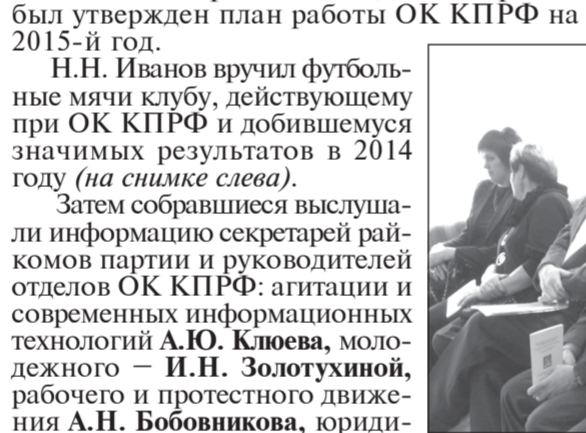 был утвержден план работы ОК КПРФ на
2015-й год.
Н.Н. Иванов вручил футболь-
ные мячи клубу, действующему
при ОК КПРФ и добившемуся
значимых результатов в 2014
году (на снимке слева).
Затем собравшиеся выслуша-
ли информацию секретарей рай-
комов партии и руководителей
отделов ОК КПРФ: агитации и
современных информационных
технологий А.Ю. Клюева, моло-
дежного — И.Н. Золотухиной,
рабочего и протестного движе-
ния А.Н. Бобовникова, юриди-